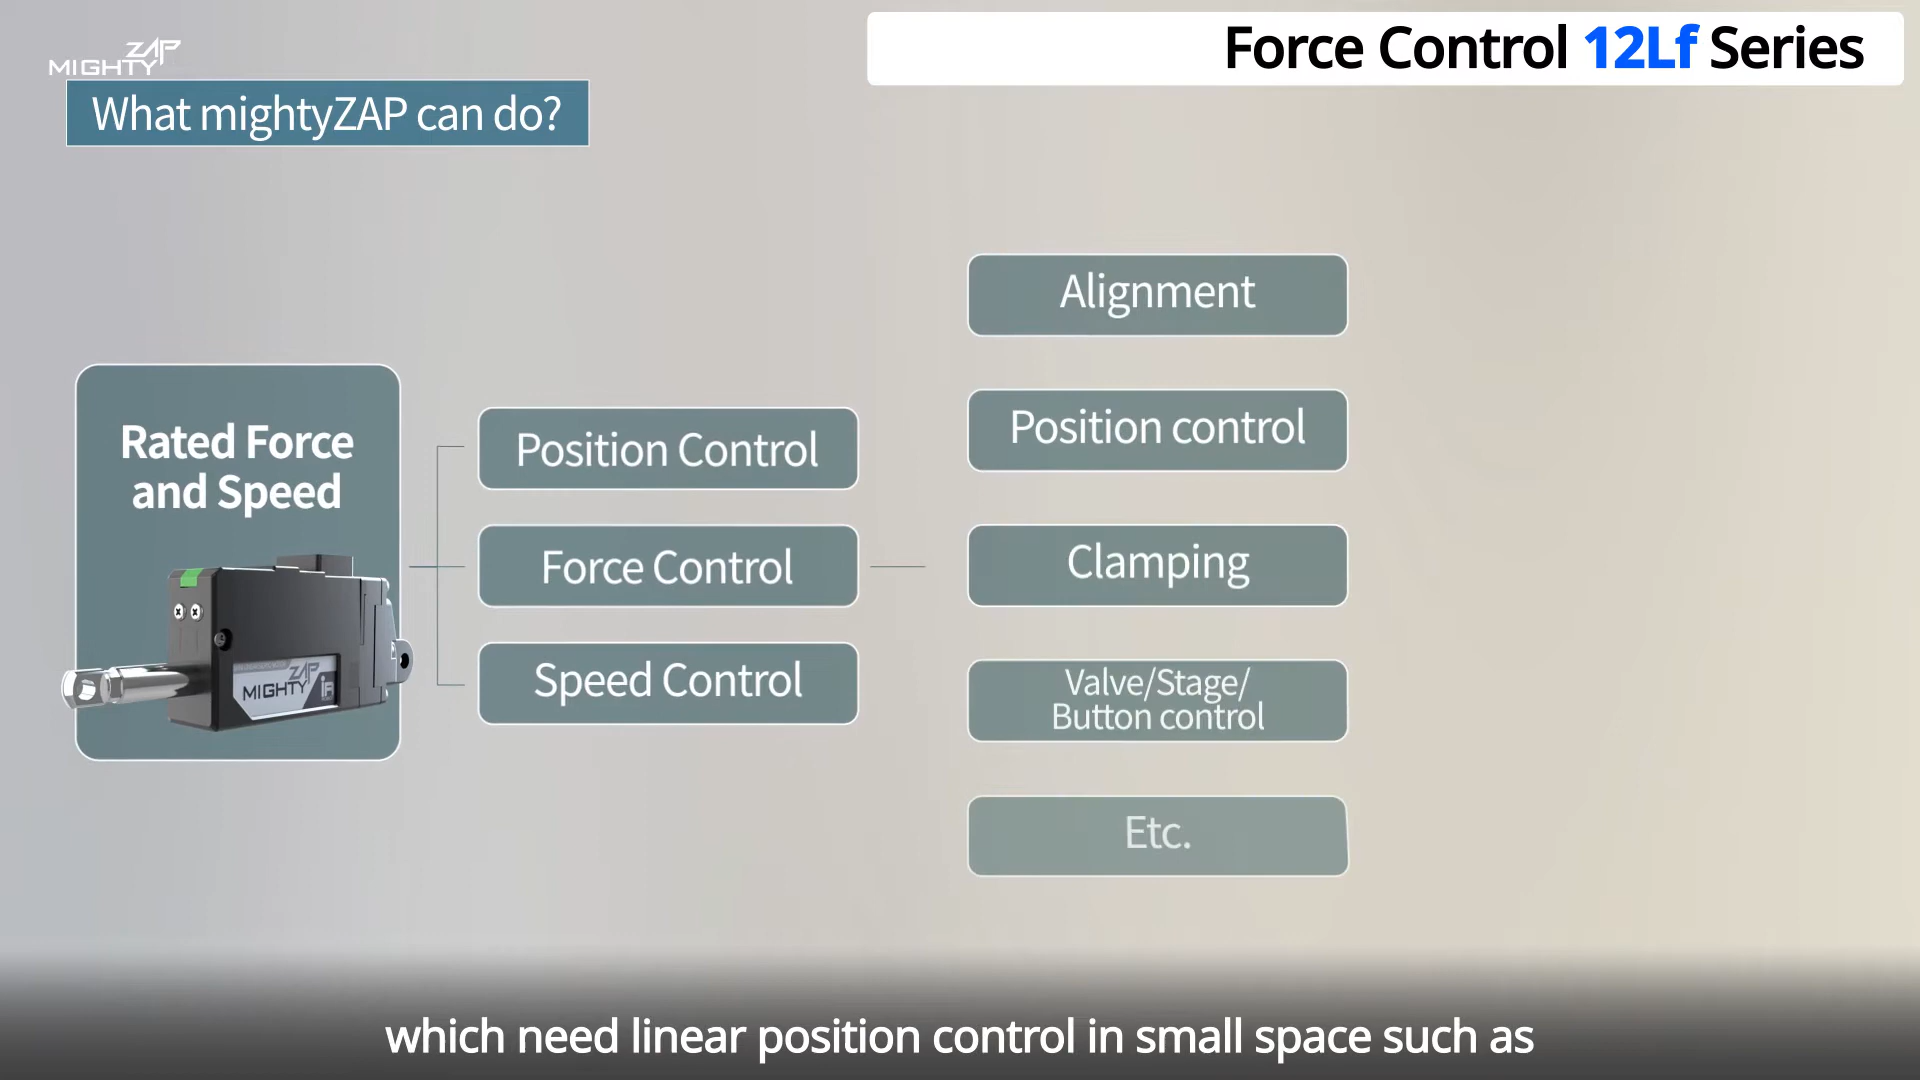 MIGHTY ZAP
Force Control 12Lf Series
What mightyZAP can do?
Rated Force
and Speed
MIGHTY ZAP
Position Control
Force Control
Speed Control
Alignment
Position control
Clamping
Valve/Stage/
Button control
Etc.
which need linear position control in small space such as